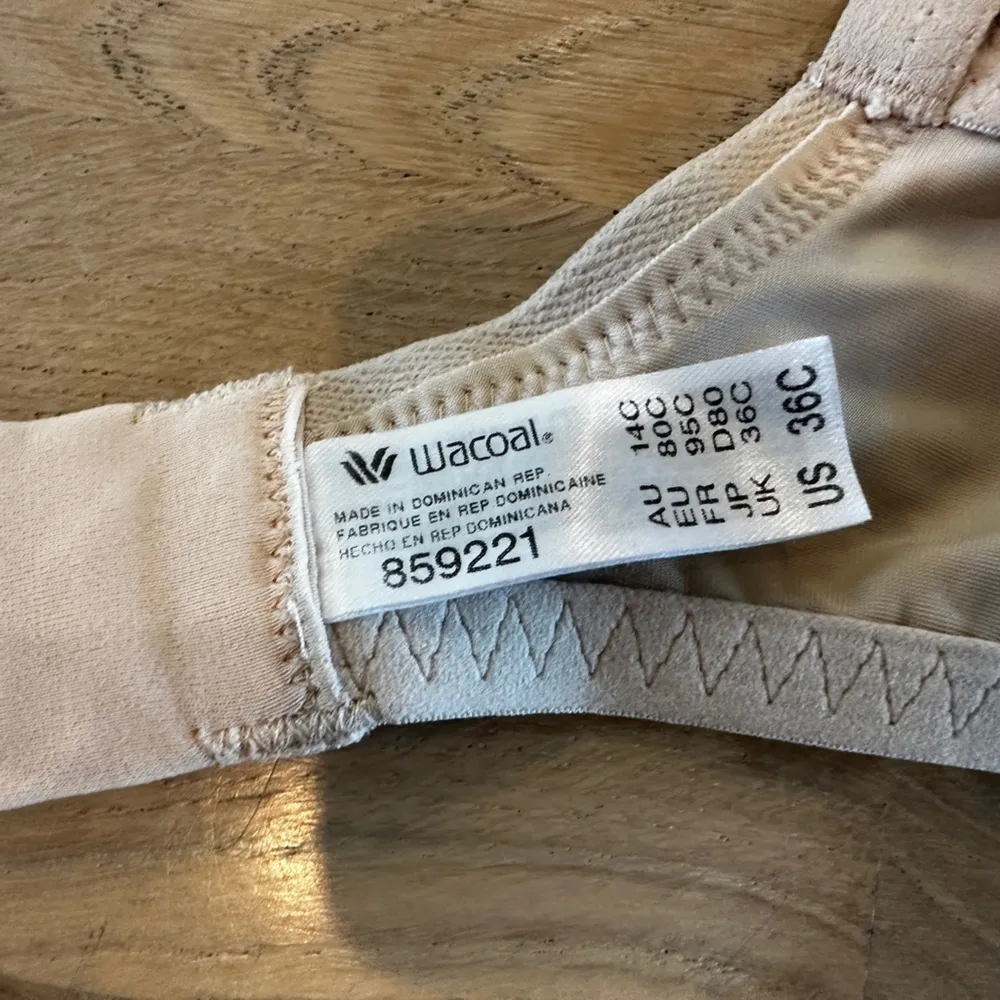 Wacoal®
MADE IN DOMINICAN REP.
FABRIQUE EN REP DOMINICAINE
HECHO EN REP DOMINICANA
859221
AU 14C
EU 80C
FR 95C
JP D80
UK 36C
US 36C